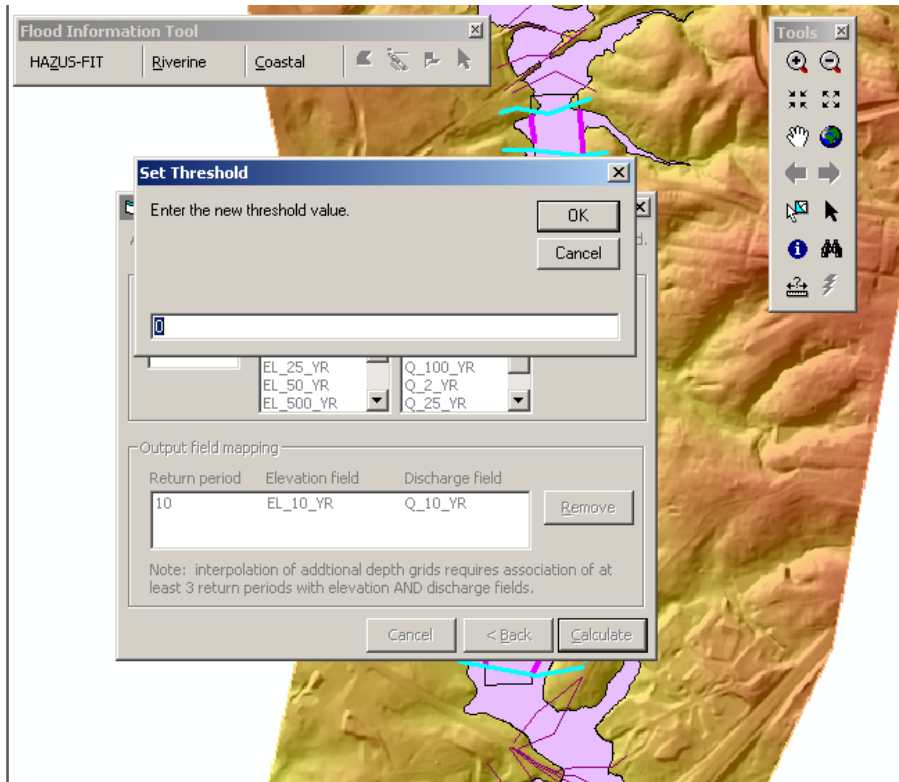 Flood Information Tool
HAZUS-FIT Riverine Coastal
Tools
Set Threshold
Enter the new threshold value.
OK
Cancel
0
d.
EL_25_YR
EL_50_YR
EL_500_YR
Q_100_YR
Q_2_YR
Q_25_YR
Output field mapping
Return period Elevation field Discharge field
10 EL_10_YR Q_10_YR
Remove
Note: interpolation of addtional depth grids requires association of at
least 3 return periods with elevation AND discharge fields.
Cancel < Back Calculate